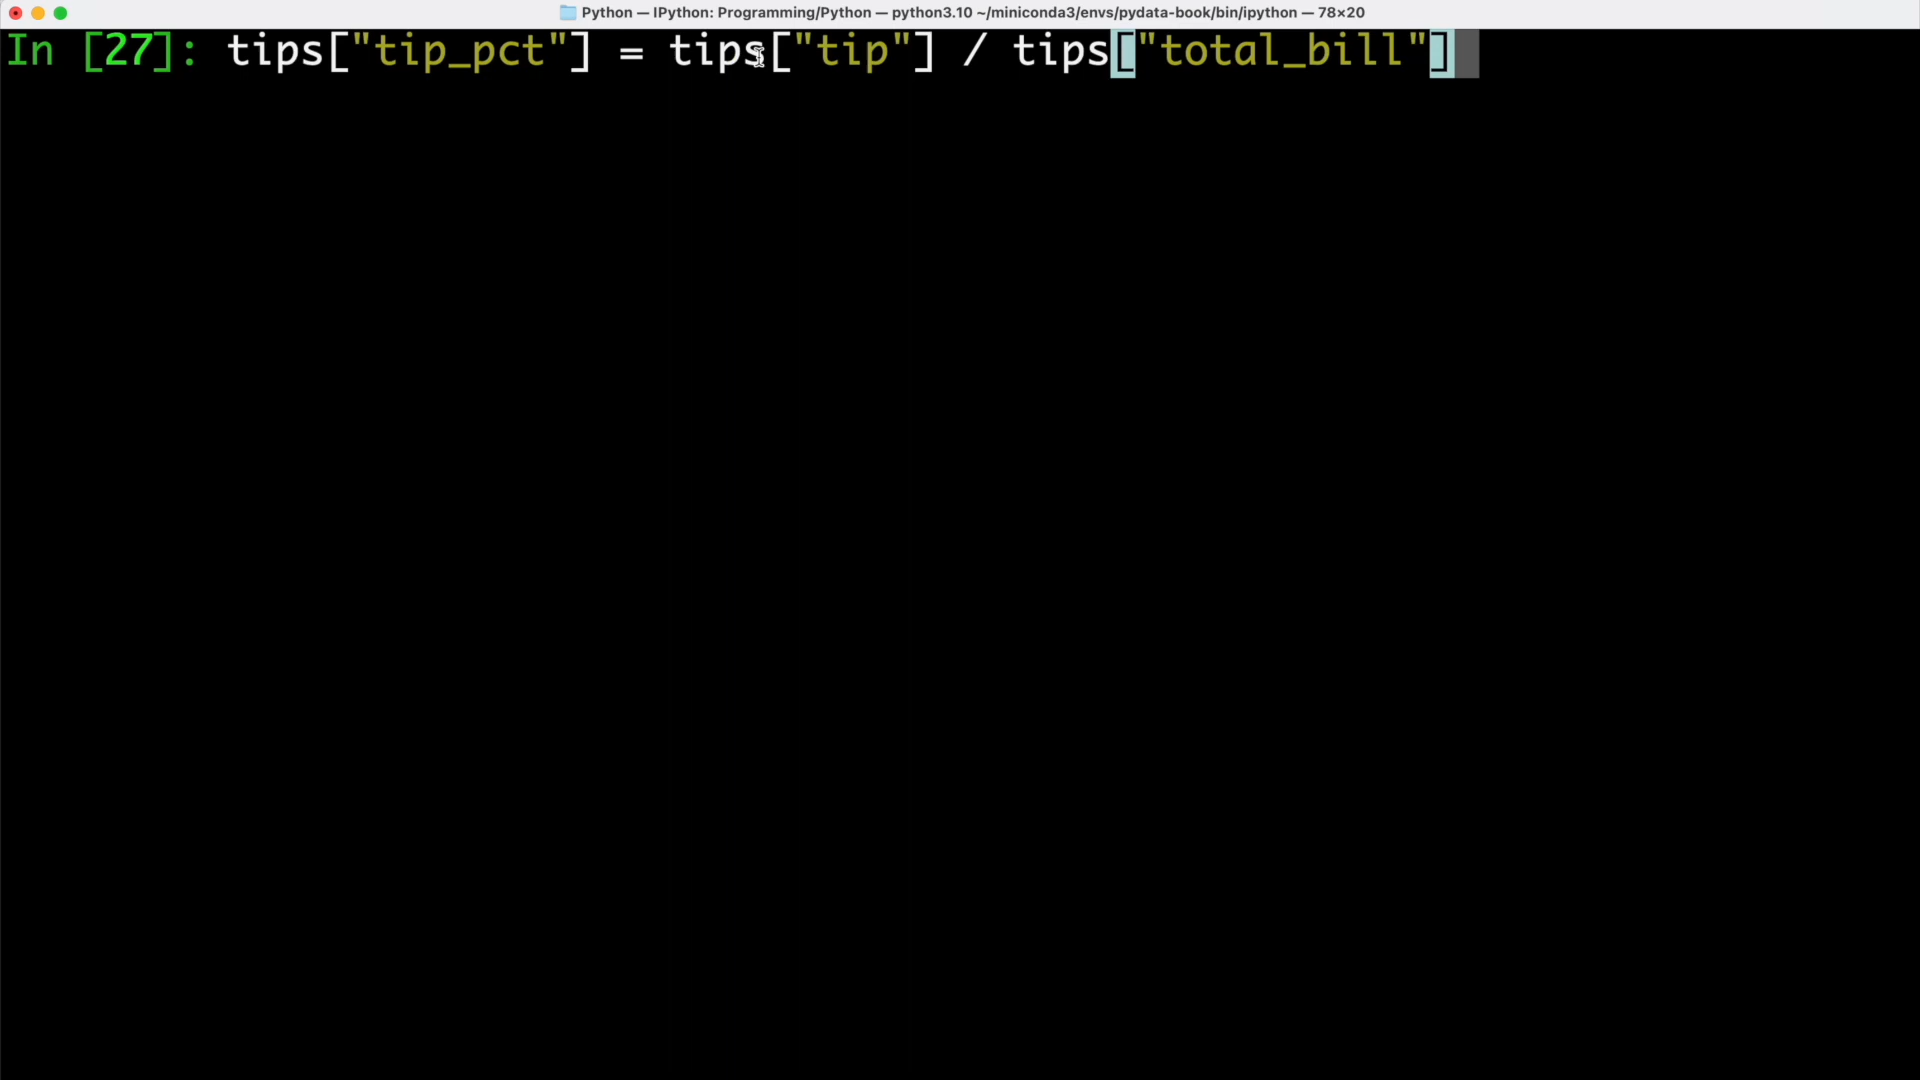 Python — IPython: Programming/Python — python3.10 ~/miniconda3/envs/pydata-book/bin/ipython — 78×20
In [27]: tips["tip_pct"] = tips["tip"] / tips["total_bill"]